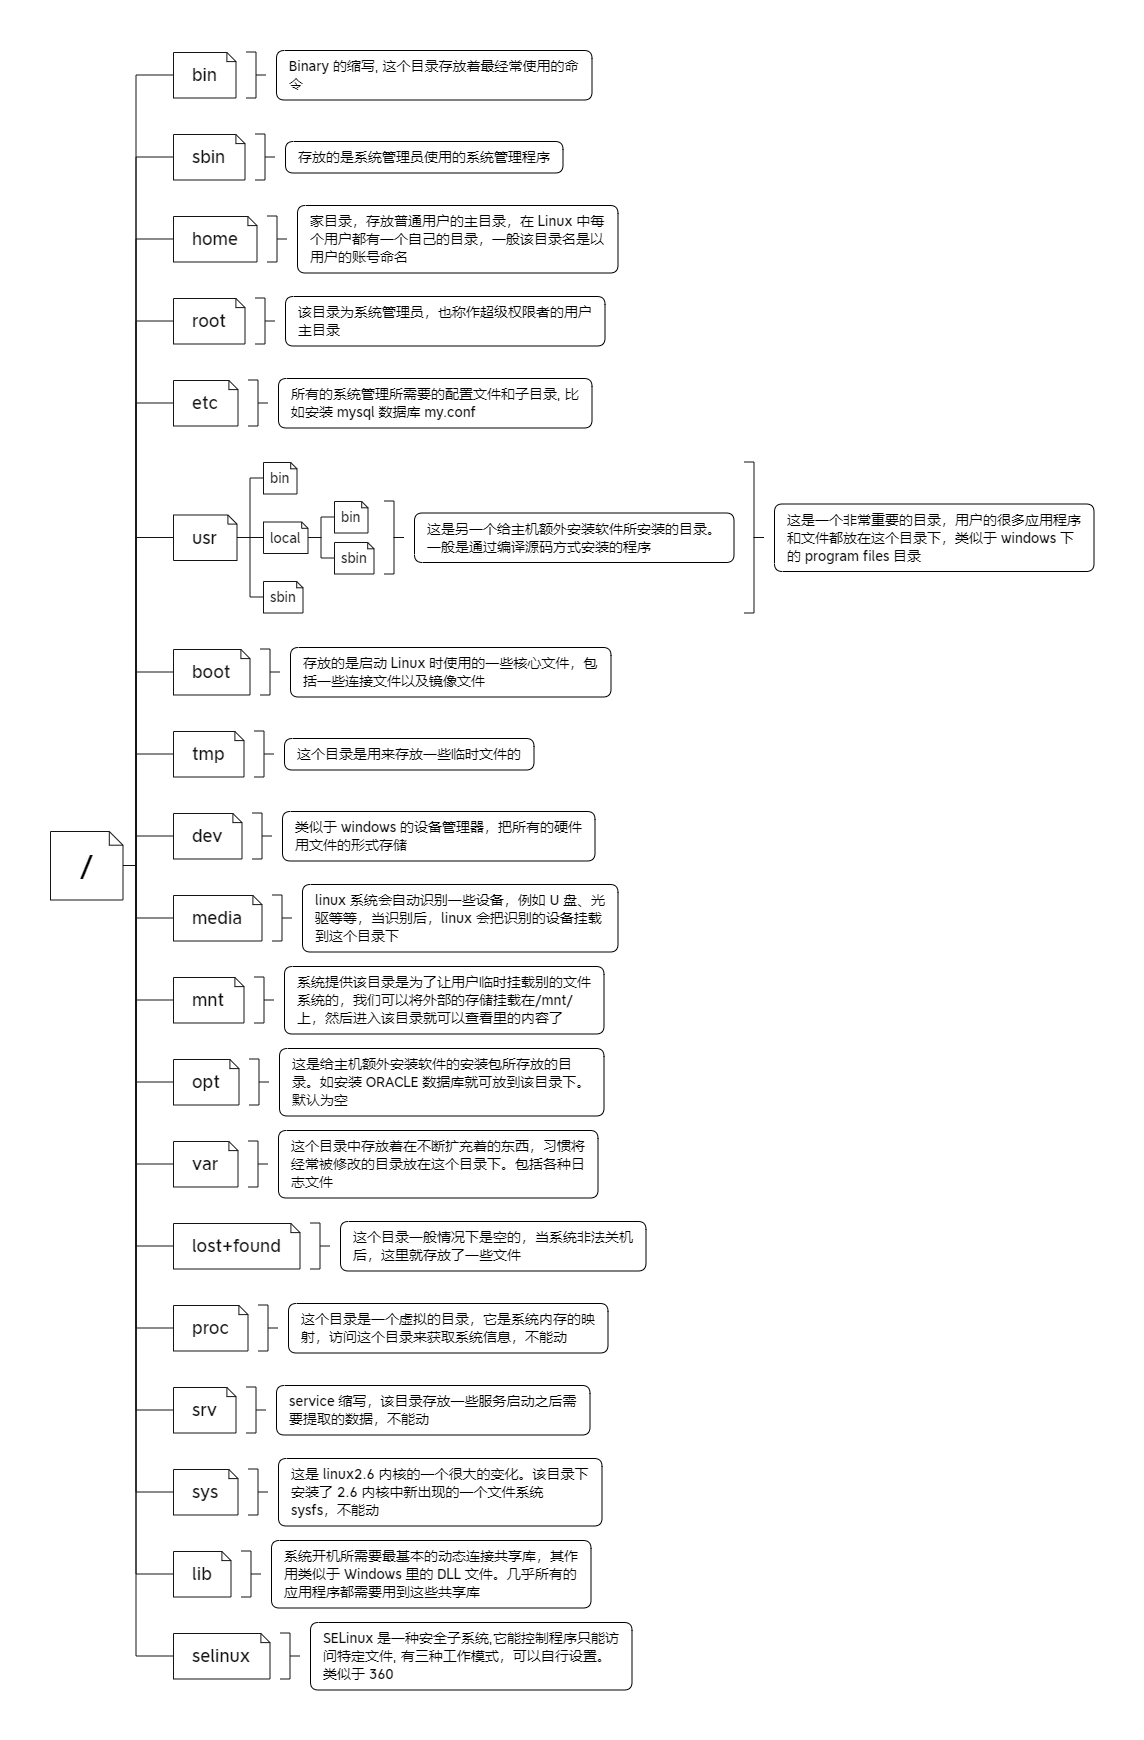 bin
Binary 的缩写, 这个目录存放着最经常使用的命
令
sbin
存放的是系统管理员使用的系统管理程序
home
家目录，存放普通用户的主目录，在 Linux 中每
个用户都有一个自己的目录，一般该目录名是以
用户的账号命名
root
该目录为系统管理员，也称作超级权限者的用户
主目录
etc
所有的系统管理所需要的配置文件和子目录, 比
如安装 mysql 数据库 my.conf
usr
bin
local
bin
sbin
这是另一个给主机额外安装软件所安装的目录。
一般是通过编译源码方式安装的程序
sbin
这是一个非常重要的目录，用户的很多应用程序
和文件都放在这个目录下，类似于 windows 下
的 program files 目录
boot
存放的是启动 Linux 时使用的一些核心文件，包
括一些连接文件以及镜像文件
tmp
这个目录是用来存放一些临时文件的
/
dev
类似于 windows 的设备管理器，把所有的硬件
用文件的形式存储
media
linux 系统会自动识别一些设备，例如 U 盘、光
驱等等，当识别后，linux 会把识别的设备挂载
到这个目录下
mnt
系统提供该目录是为了让用户临时挂载别的文件
系统的，我们可以将外部的存储挂载在/mnt/
上，然后进入该目录就可以查看里的内容了
opt
这是给主机额外安装软件的安装包所存放的目
录。如安装 ORACLE 数据库就可放到该目录下。
默认为空
var
这个目录中存放着在不断扩充着的东西，习惯将
经常被修改的目录放在这个目录下。包括各种日
志文件
lost+found
这个目录一般情况下是空的，当系统非法关机
后，这里就存放了一些文件
proc
这个目录是一个虚拟的目录，它是系统内存的映
射，访问这个目录来获取系统信息，不能动
srv
service 缩写，该目录存放一些服务启动之后需
要提取的数据，不能动
sys
这是 linux2.6 内核的一个很大的变化。该目录下
安装了 2.6 内核中新出现的一个文件系统
sysfs，不能动
lib
系统开机所需要最基本的动态连接共享库，其作
用类似于 Windows 里的 DLL 文件。几乎所有的
应用程序都需要用到这些共享库
selinux
SELinux 是一种安全子系统,它能控制程序只能访
问特定文件, 有三种工作模式，可以自行设置。
类似于 360